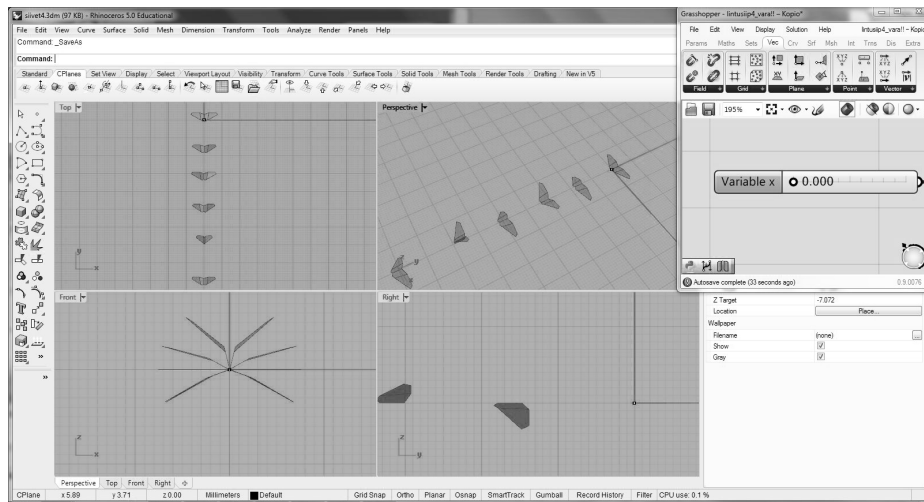 siivet4.3dm (97 KB) - Rhinoceros 5.0 Educational
File Edit View Curve Surface Solid Mesh Dimension Transform Tools Analyze Render Panels Help
Command: _SaveAs
Command:
Standard CPlanes Set View Display Select Viewport Layout Visibility Transform Curve Tools Surface Tools Solid Tools Mesh Tools Render Tools Drafting New in V5
Top
y
x
Perspective
z
y
x
Front
z
x
Right
z
y
Perspective Top Front Right
CPlane x 5.89 y 3.71 z 0.00 Millimeters Default Grid Snap Ortho Planar Osnap SmartTrack Gumball Record History Filter CPU use: 0.1 %
Grasshopper - lintusiip4_vara!! – Kopio*
File Edit View Display Solution Help lintusiip4_vara!! – Kopio
Params Maths Sets Vec Crv Srf Msh Int Trns Dis Extra
Field Grid Plane Point Vector
195%
Variable x 0.000
Autosave complete (33 seconds ago) 0.9.0076
Z Target -7.072
Location Place...
Wallpaper
Filename (none) ...
Show
Gray